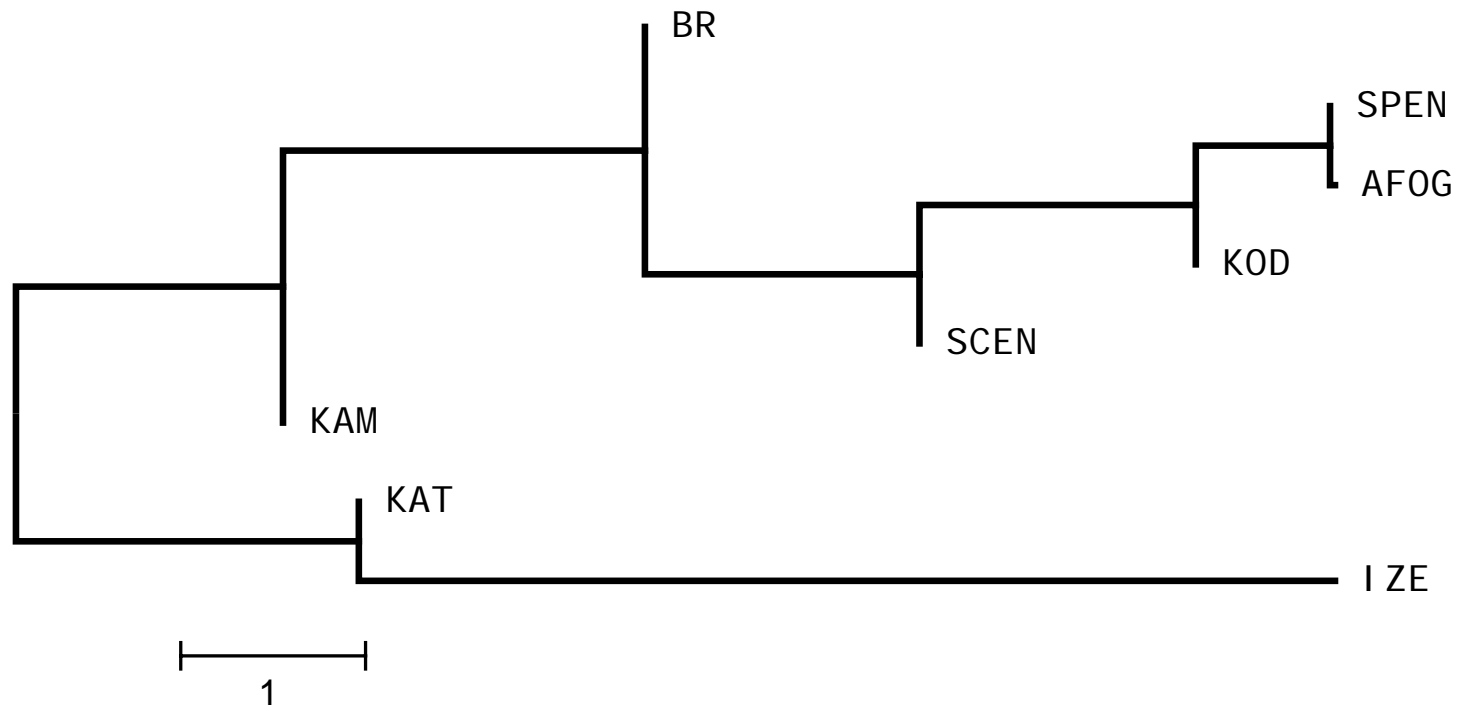 BR
SPEN
AFOG
KOD
SCEN
KAM
KAT
IZE
1